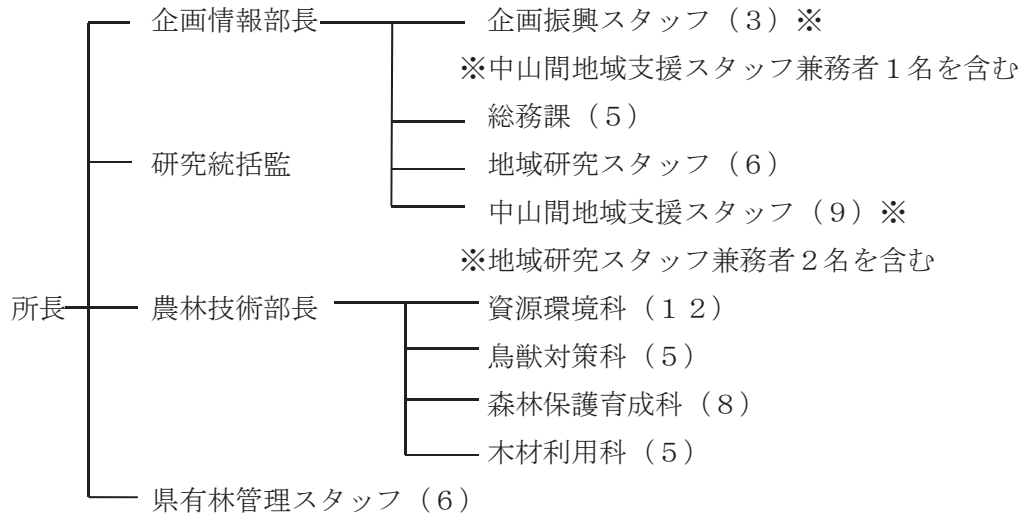 企画情報部長 企画振興スタッフ（３）※
※中山間地域支援スタッフ兼務者１名を含む
総務課（５）
研究統括監 地域研究スタッフ（６）
中山間地域支援スタッフ（９）※
※地域研究スタッフ兼務者２名を含む
所長 農林技術部長 資源環境科（１２）
鳥獣対策科（５）
森林保護育成科（８）
木材利用科（５）
県有林管理スタッフ（６）